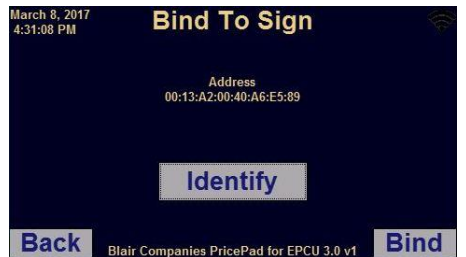 March 8, 2017
4:31:08 PM
Bind To Sign
Address
00:13:A2:00:40:A6:E5:89
Identify
Back
Blair Companies PricePad for EPCU 3.0 v1
Bind